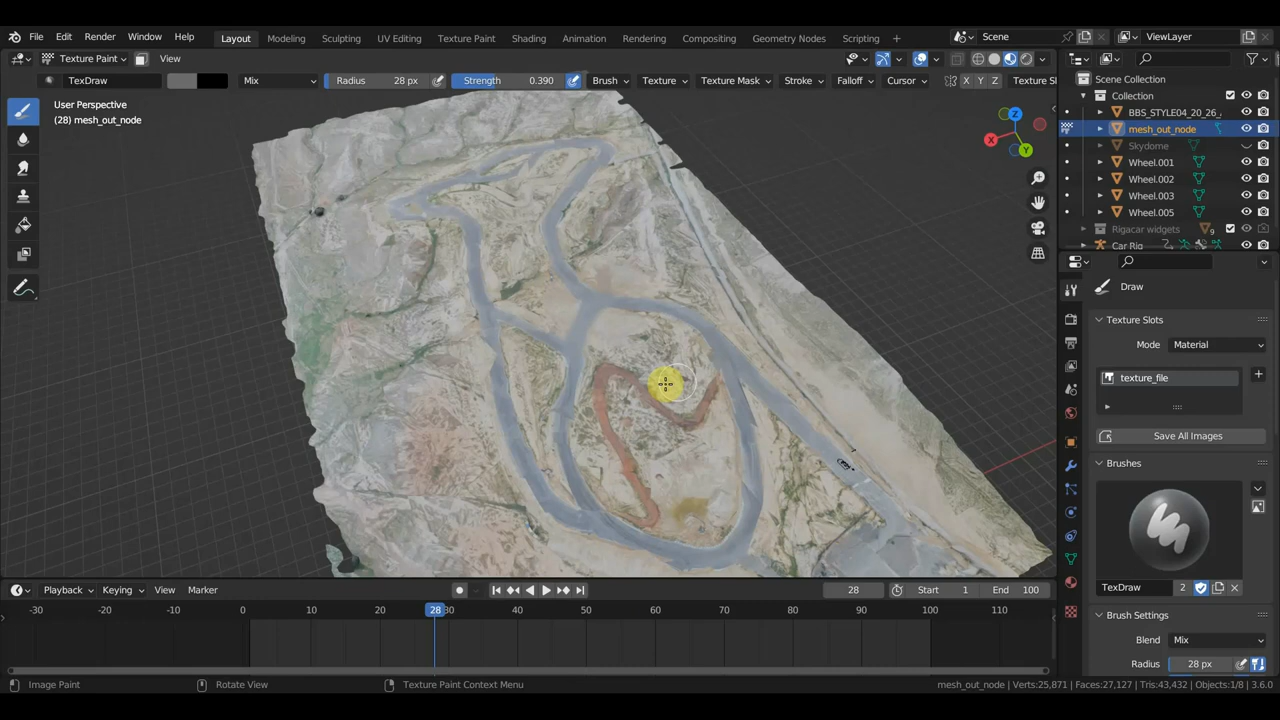 File Edit Render Window Help Layout Modeling Sculpting UV Editing Texture Paint Shading Animation Rendering Compositing Geometry Nodes Scripting + Scene ViewLayer
Texture Paint View
TexDraw Mix Radius 28 px Strength 0.390 Brush Texture Texture Mask Stroke Falloff Cursor X Y Z Texture Sl
User Perspective
(28) mesh_out_node
Z
X
Y
Scene Collection
Collection
BBS_STYLE04_20_26_
mesh_out_node
Skydome
Wheel.001
Wheel.002
Wheel.003
Wheel.005
Rigacar widgets 9
Car Rig
Draw
Texture Slots
Mode Material
texture_file
Save All Images
Brushes
TexDraw 2
Brush Settings
Blend Mix
Radius 28 px
Playback Keying View Marker 28 Start 1 End 100
-30 -20 -10 0 10 20 28 30 40 50 60 70 80 90 100 110
Image Paint Rotate View Texture Paint Context Menu mesh_out_node | Verts:25,871 | Faces:27,127 | Tris:43,432 | Objects:1/8 | 3.6.0